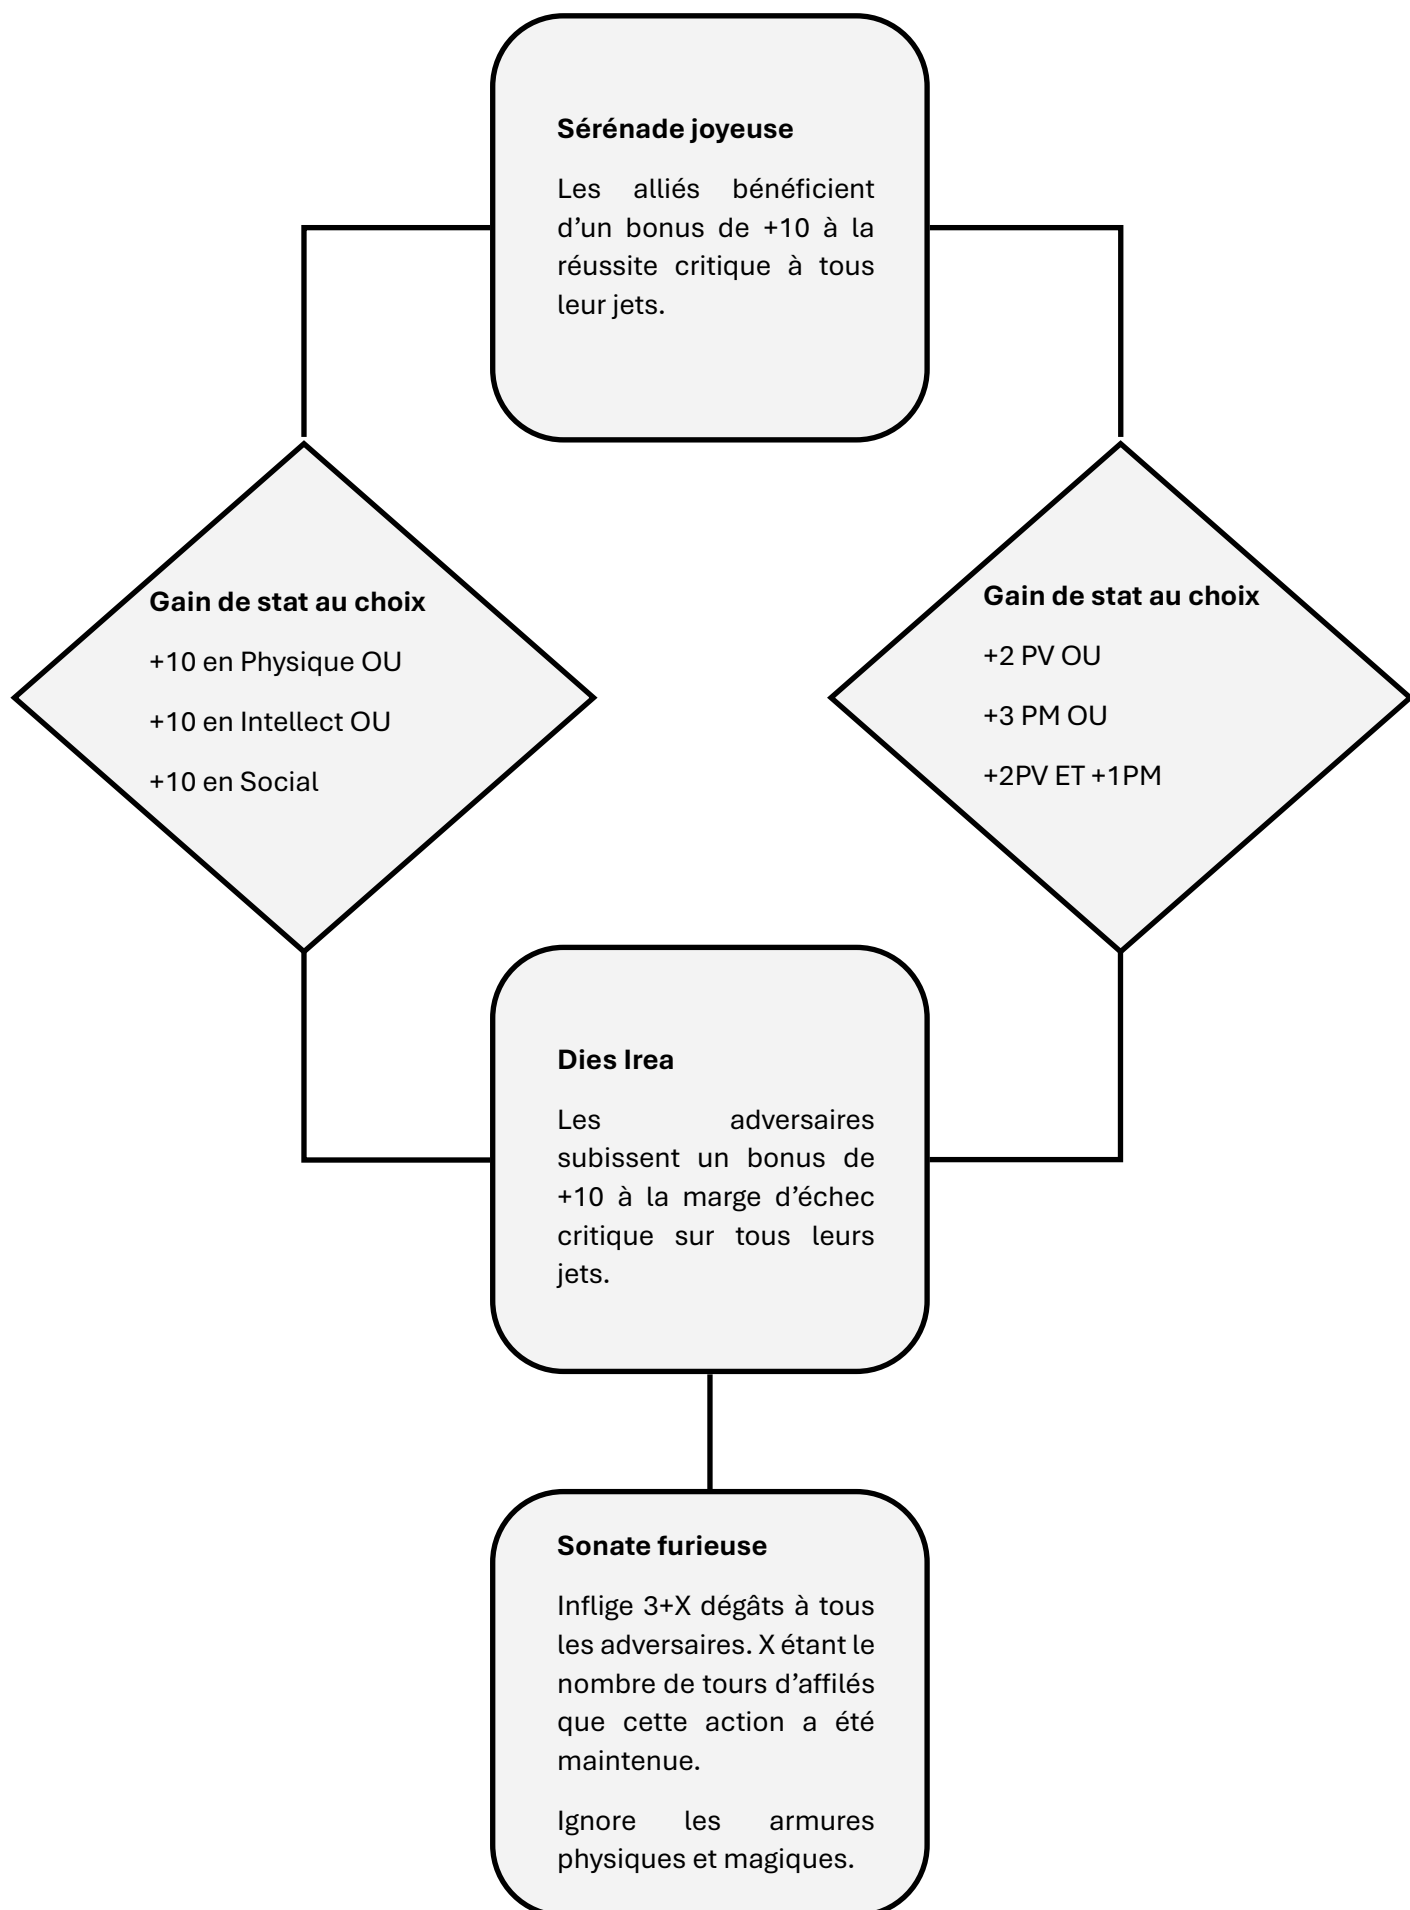 Sérénade joyeuse
Les alliés bénéficient
d’un bonus de +10 à la
réussite critique à tous
leur jets.
Gain de stat au choix
+10 en Physique OU
+10 en Intellect OU
+10 en Social
Gain de stat au choix
+2 PV OU
+3 PM OU
+2PV ET +1PM
Dies Irea
Les adversaires
subissent un bonus de
+10 à la marge d’échec
critique sur tous leurs
jets.
Sonate furieuse
Inflige 3+X dégâts à tous
les adversaires. X étant le
nombre de tours d’affilés
que cette action a été
maintenue.
Ignore les armures
physiques et magiques.